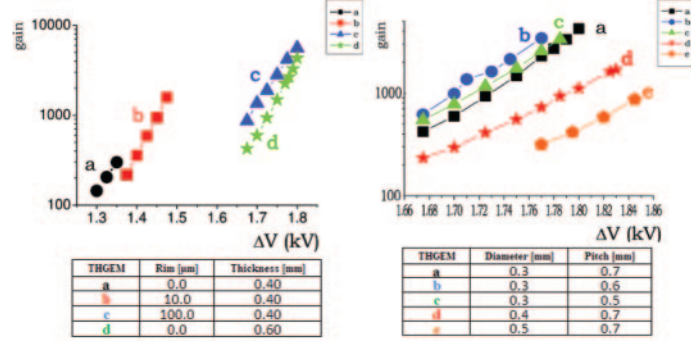 gain
10000
1000
100
1.3 1.4 1.5 1.6 1.7 1.8
ΔV (kV)
a
b
c
d
a
b
c
d
THGEM Rim [µm] Thickness [mm]
a 0.0 0.40
b 10.0 0.40
c 100.0 0.40
d 0.0 0.60
gain
1000
100
1.66 1.68 1.70 1.72 1.74 1.76 1.78 1.80 1.82 1.84 1.86
ΔV (kV)
b
c
a
d
e
a
b
c
d
e
THGEM Diameter [mm] Pitch [mm]
a 0.3 0.7
b 0.3 0.6
c 0.3 0.5
d 0.4 0.7
e 0.5 0.7